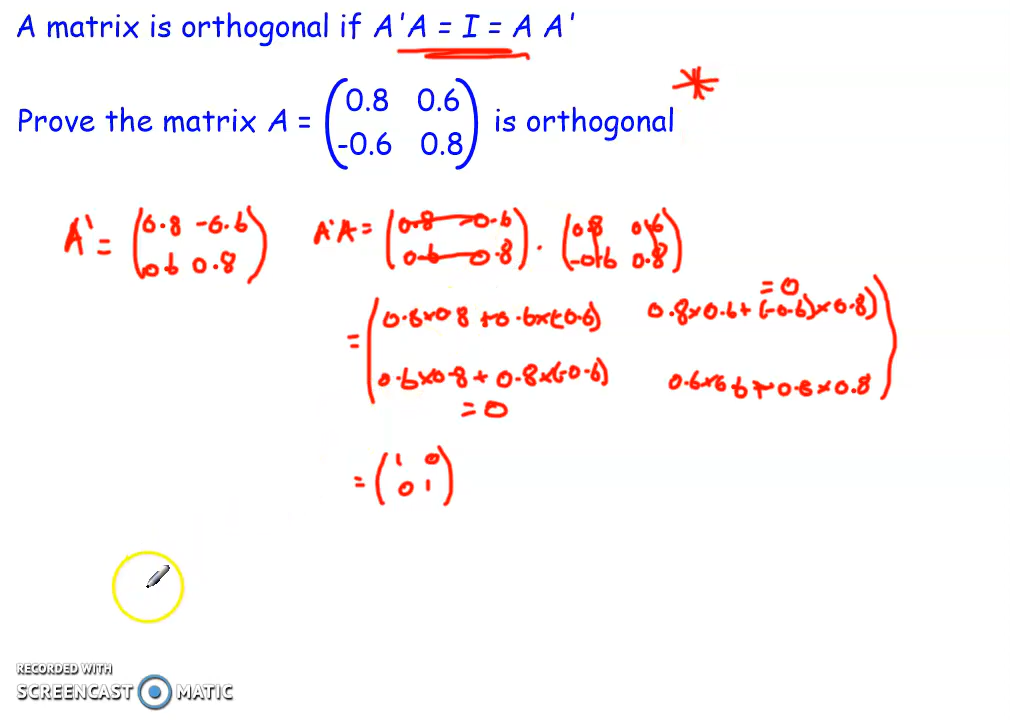 A matrix is orthogonal if A'A = I = A A'
Prove the matrix A = (0.8 0.6
-0.6 0.8) is orthogonal *
A' = (0.8 -0.6
0.6 0.8)
A'A = (0.8 -0.6
0.6 0.8) · (0.8 0.6
-0.6 0.8)
= 0
= (0.8×0.8 + -0.6×(-0.6) 0.8×0.6 + (-0.6)×0.8)
0.6×0.8 + 0.8×(-0.6) 0.6×0.6 + 0.8×0.8)
= 0
= (1 0
0 1)
RECORDED WITH
SCREENCAST MATIC